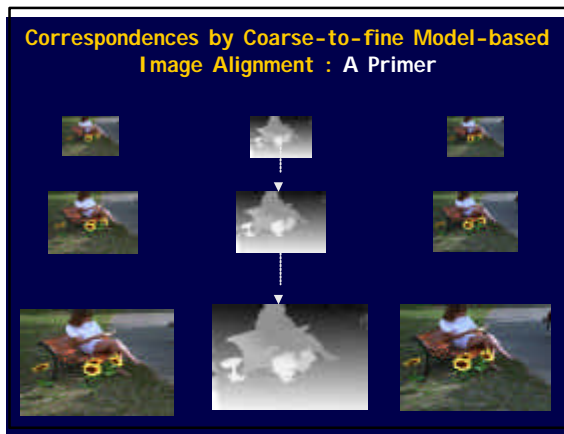 Correspondences by Coarse-to-fine Model-based
Image Alignment : A Primer